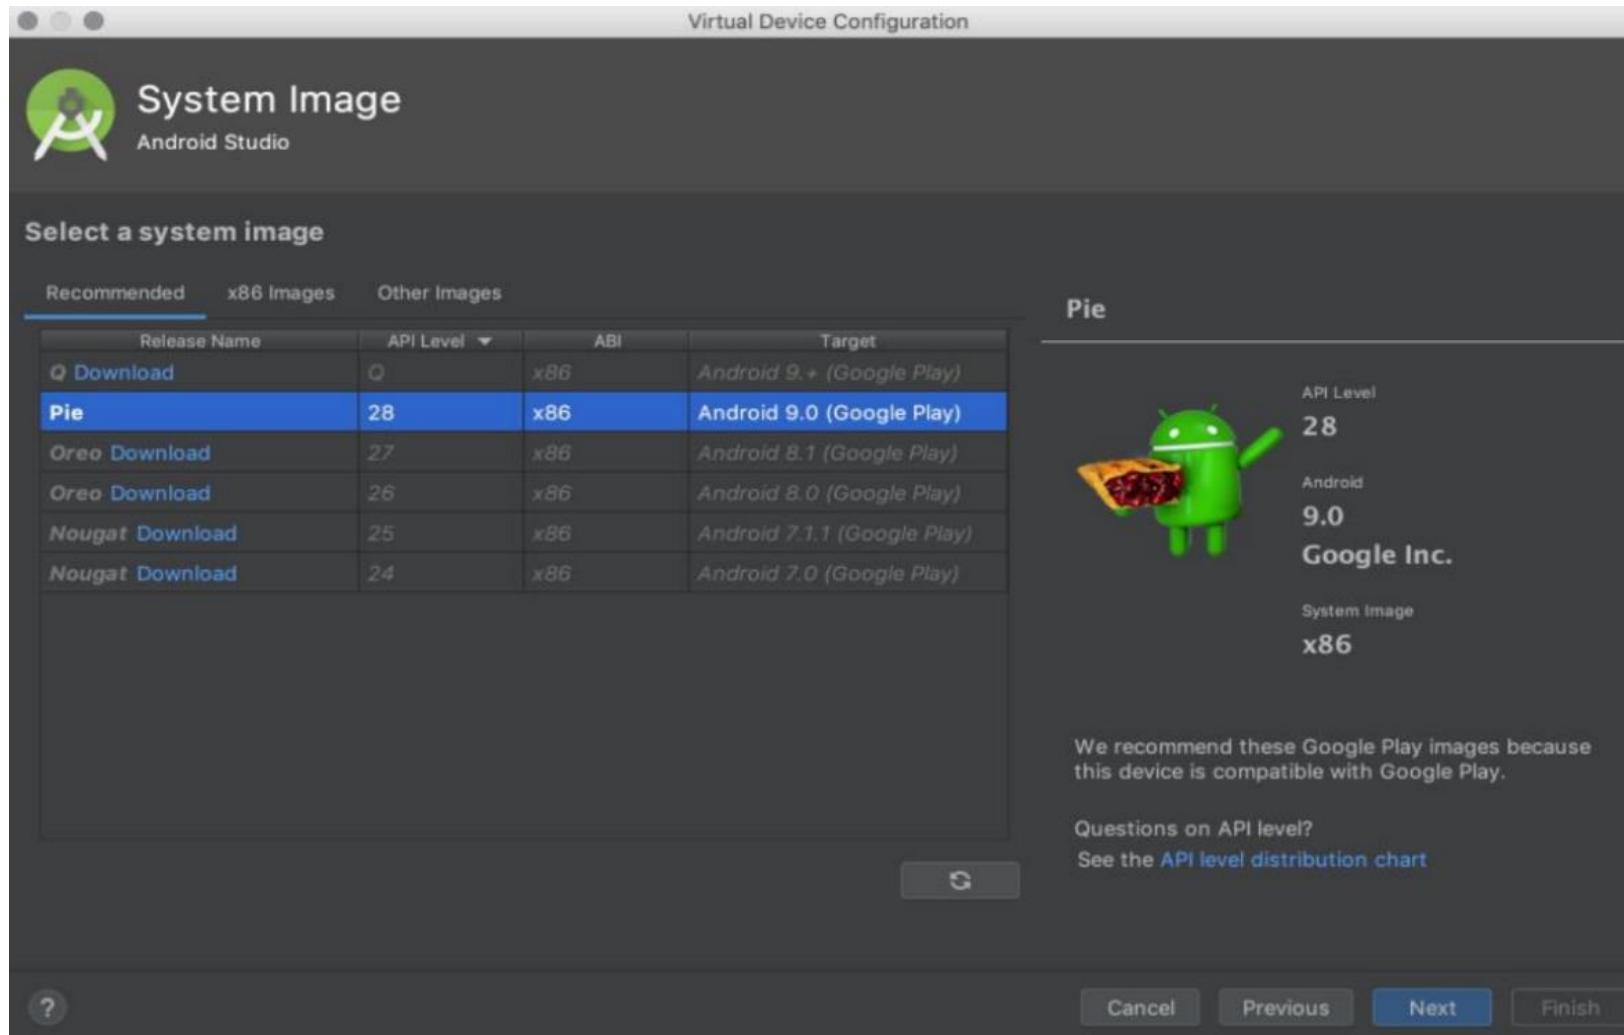 Virtual Device Configuration
System Image
Android Studio
Select a system image
Recommended x86 Images Other Images
Release Name API Level ABI Target
Q Download Q x86 Android 9.+ (Google Play)
Pie 28 x86 Android 9.0 (Google Play)
Oreo Download 27 x86 Android 8.1 (Google Play)
Oreo Download 26 x86 Android 8.0 (Google Play)
Nougat Download 25 x86 Android 7.1.1 (Google Play)
Nougat Download 24 x86 Android 7.0 (Google Play)
Pie
API Level
28
Android
9.0
Google Inc.
System Image
x86
We recommend these Google Play images because
this device is compatible with Google Play.
Questions on API level?
See the API level distribution chart
? Cancel Previous Next Finish